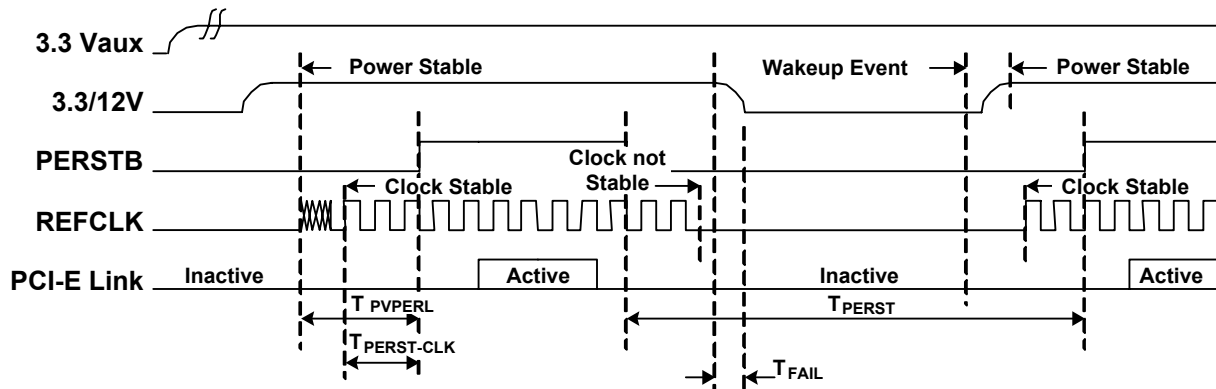 3.3 Vaux
Power Stable
Wakeup Event
Power Stable
3.3/12V
PERSTB
Clock not
Stable
Clock Stable
Clock Stable
REFCLK
PCI-E Link
Inactive
Active
Inactive
Active
T PVPERL
TPERST
TPERST-CLK
TFAIL